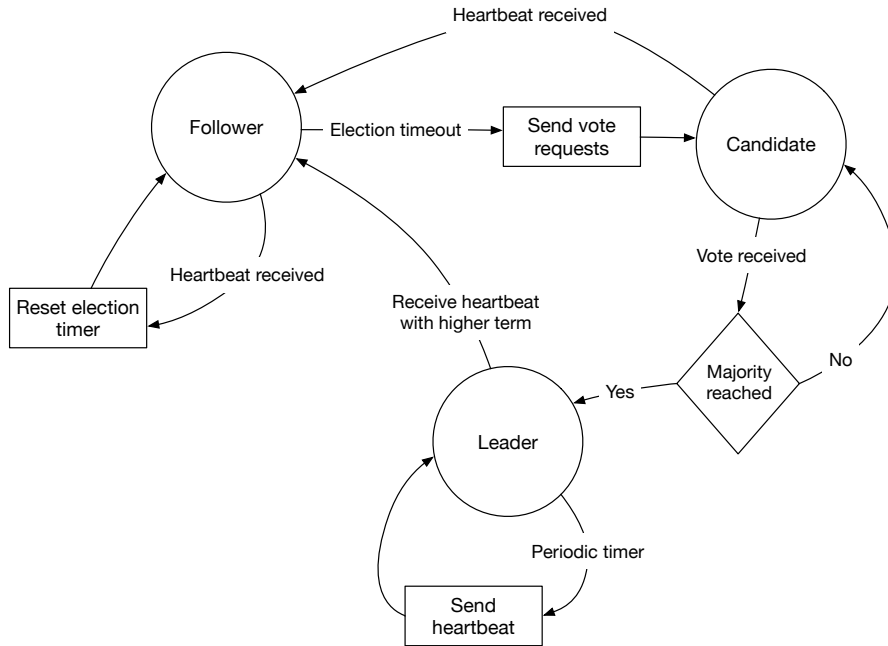 Heartbeat received
Follower
Election timeout
Send vote
requests
Candidate
Heartbeat received
Vote received
Reset election
timer
Receive heartbeat
with higher term
Majority
reached
No
Yes
Leader
Periodic timer
Send
heartbeat